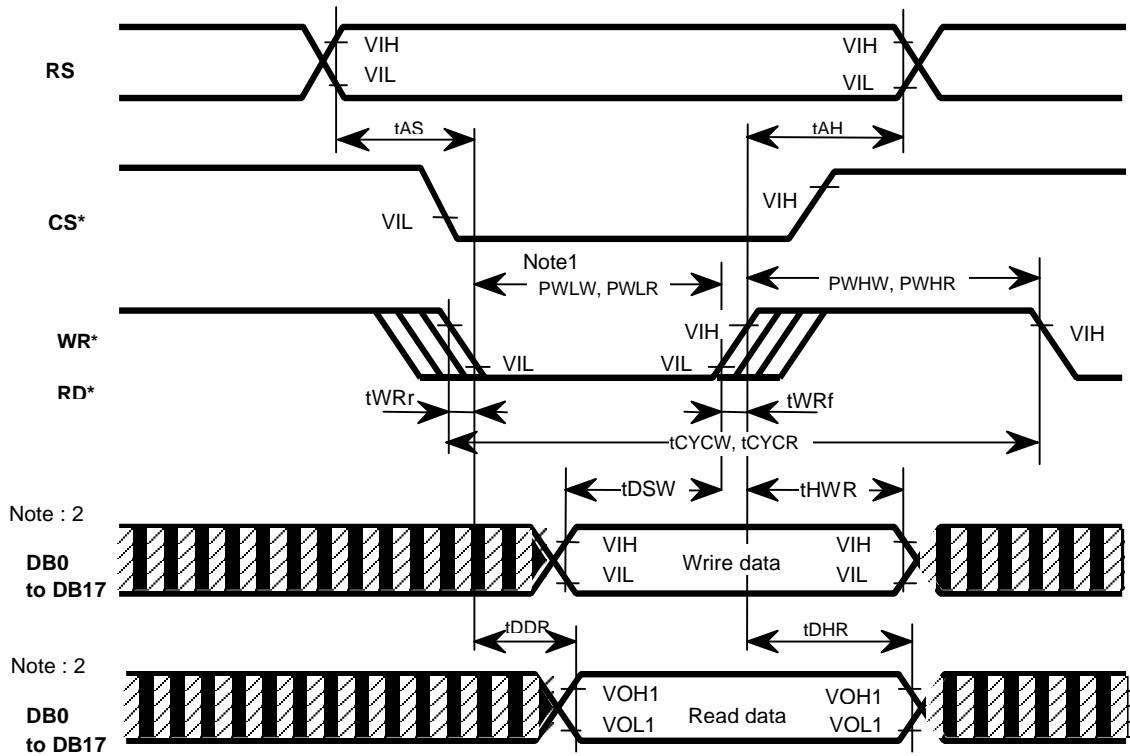 RS
VIH
VIL
VIH
VIL
tAS
tAH
CS*
VIL
VIH
Note1
PWLW, PWLR
PWHW, PWHR
WR*
RD*
VIL
VIH
VIL
VIH
tWRr
tWRf
tCYCW, tCYCR
tDSW
tHWR
Note : 2
DB0
to DB17
VIH
VIL
Wrire data
VIH
VIL
tDDR
tDHR
Note : 2
DB0
to DB17
VOH1
VOL1
Read data
VOH1
VOL1